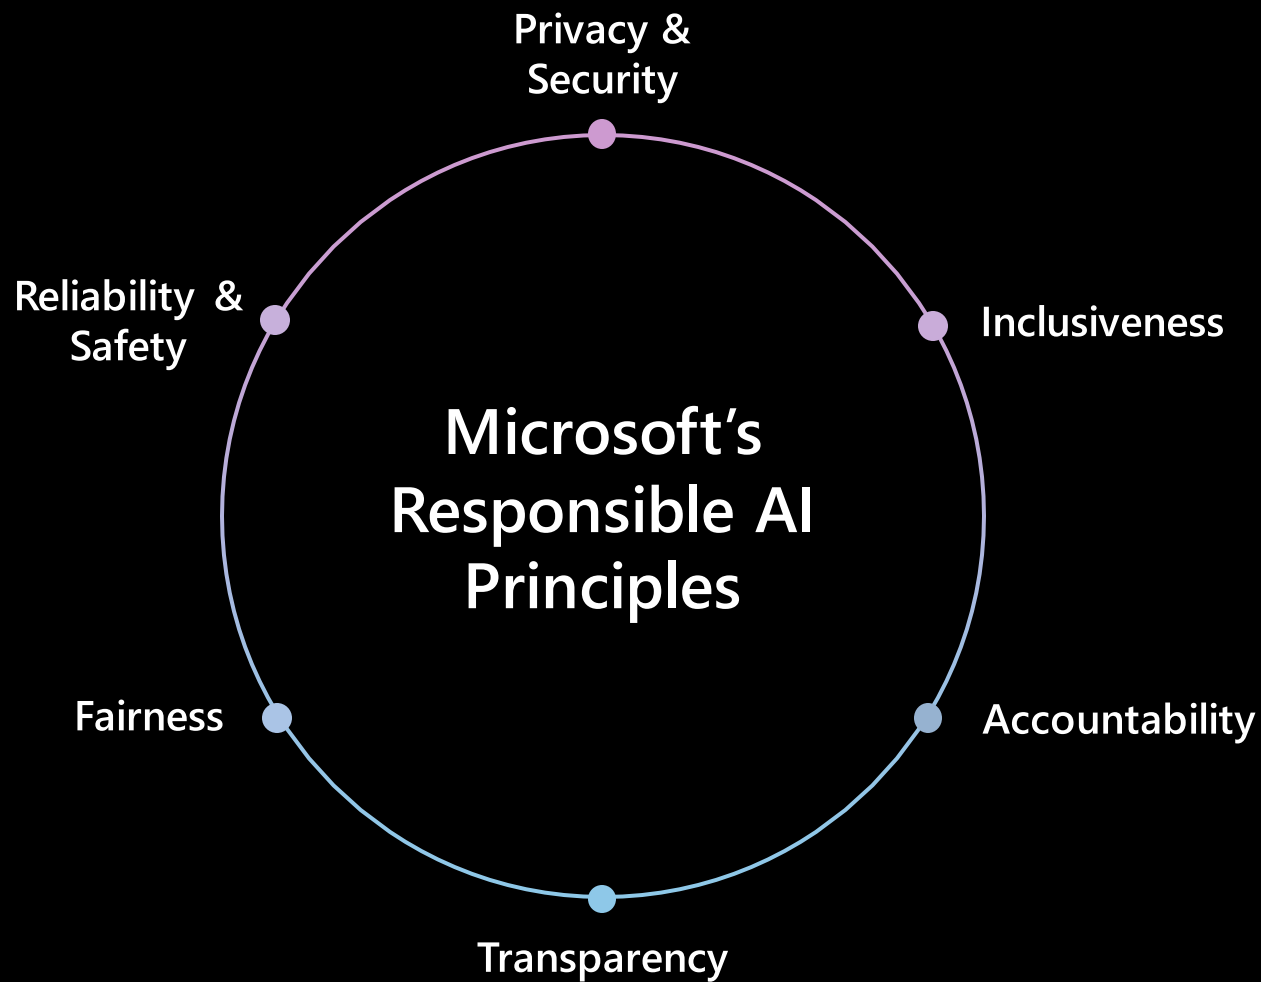 Privacy &
Security
Reliability &
Safety
Inclusiveness
Microsoft’s
Responsible AI
Principles
Fairness
Accountability
Transparency